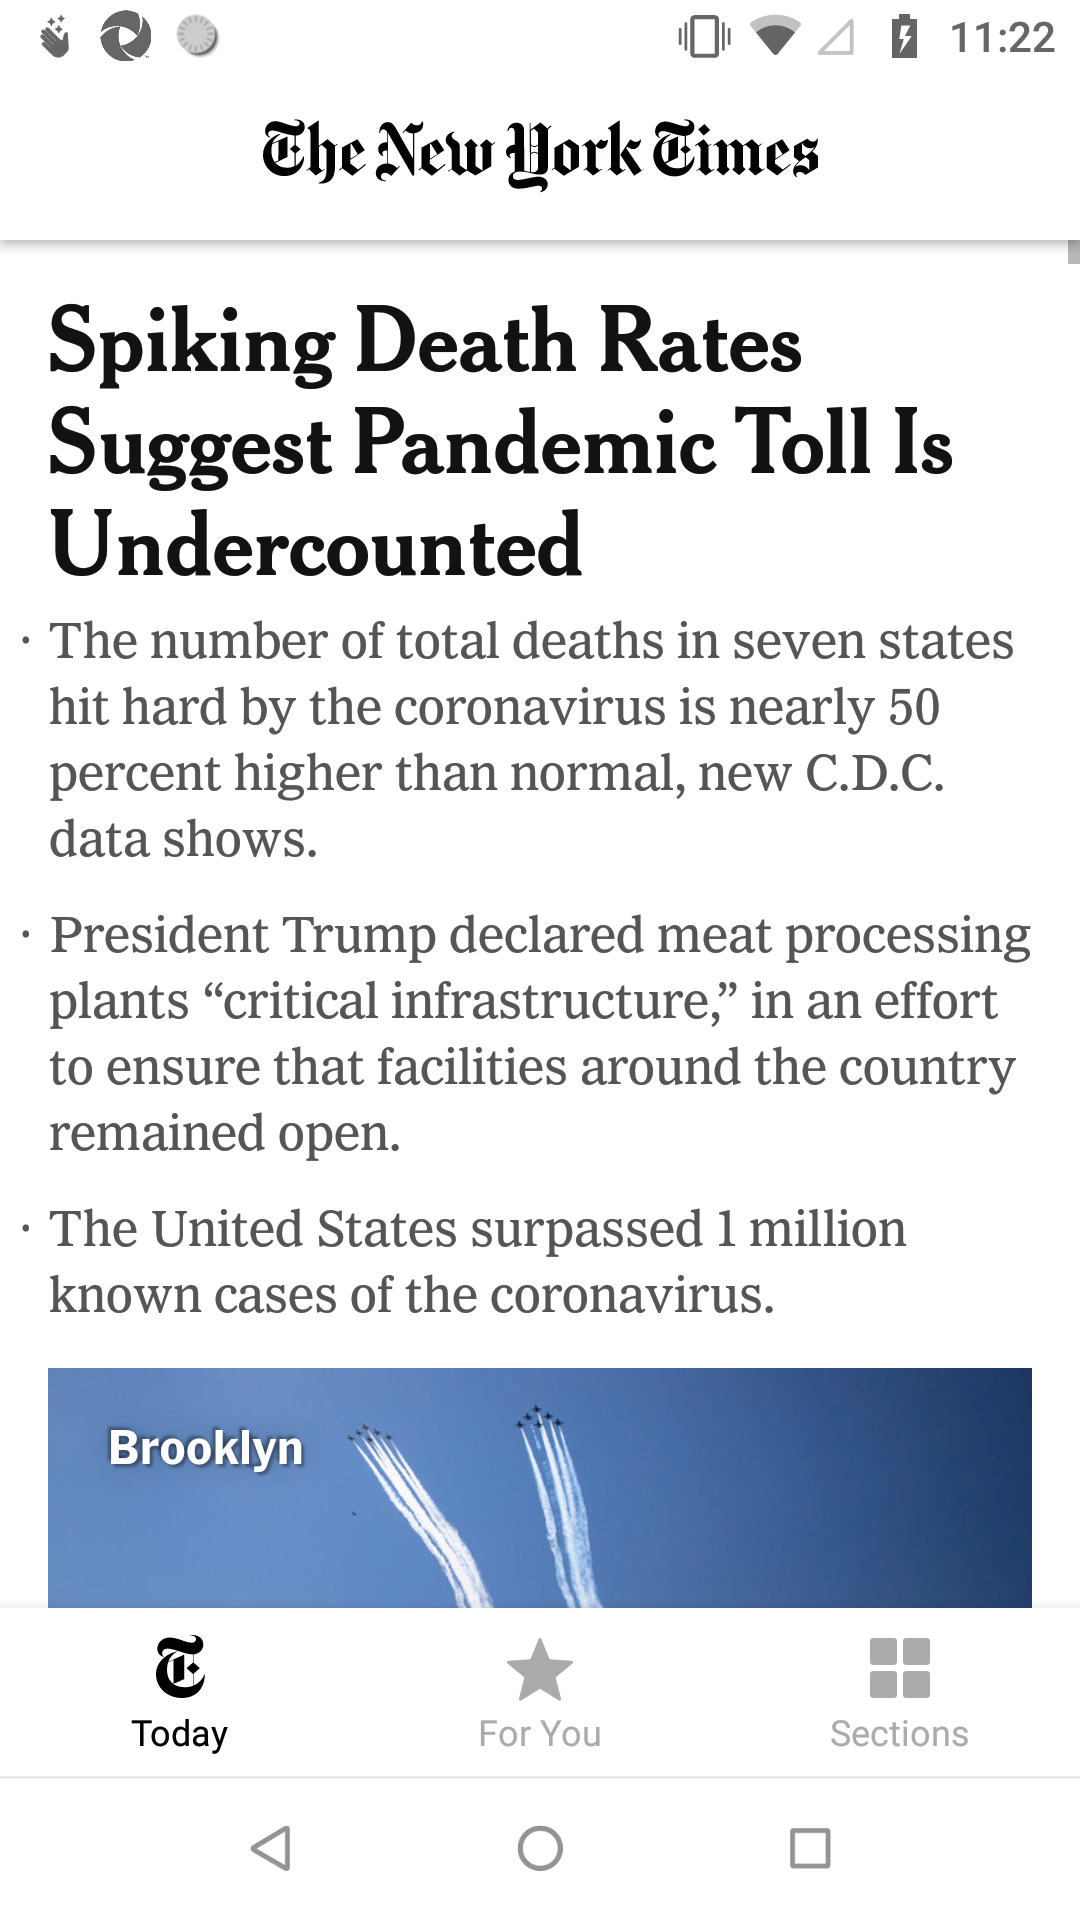 11:22
The New York Times
Spiking Death Rates
Suggest Pandemic Toll Is
Undercounted
· The number of total deaths in seven states
hit hard by the coronavirus is nearly 50
percent higher than normal, new C.D.C.
data shows.
· President Trump declared meat processing
plants “critical infrastructure,” in an effort
to ensure that facilities around the country
remained open.
· The United States surpassed 1 million
known cases of the coronavirus.
Brooklyn
T
Today For You Sections